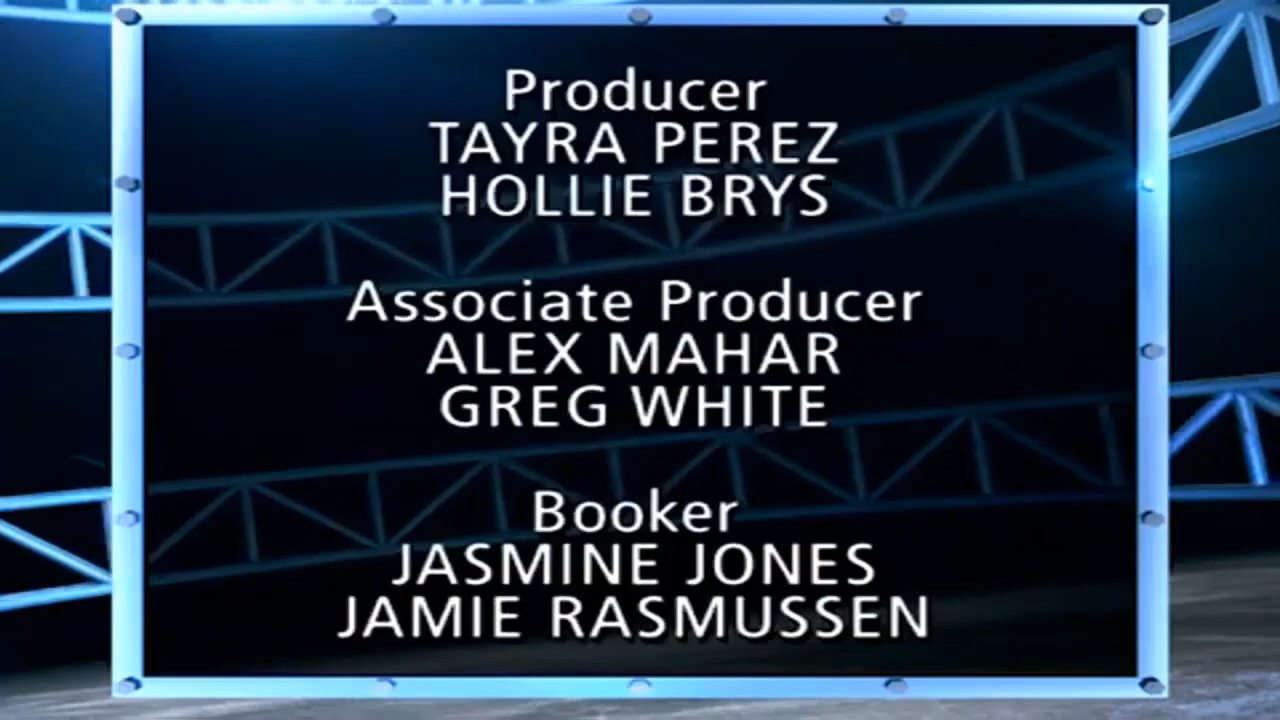 Producer
TAYRA PEREZ
HOLLIE BRYS
Associate Producer
ALEX MAHAR
GREG WHITE
Booker
JASMINE JONES
JAMIE RASMUSSEN